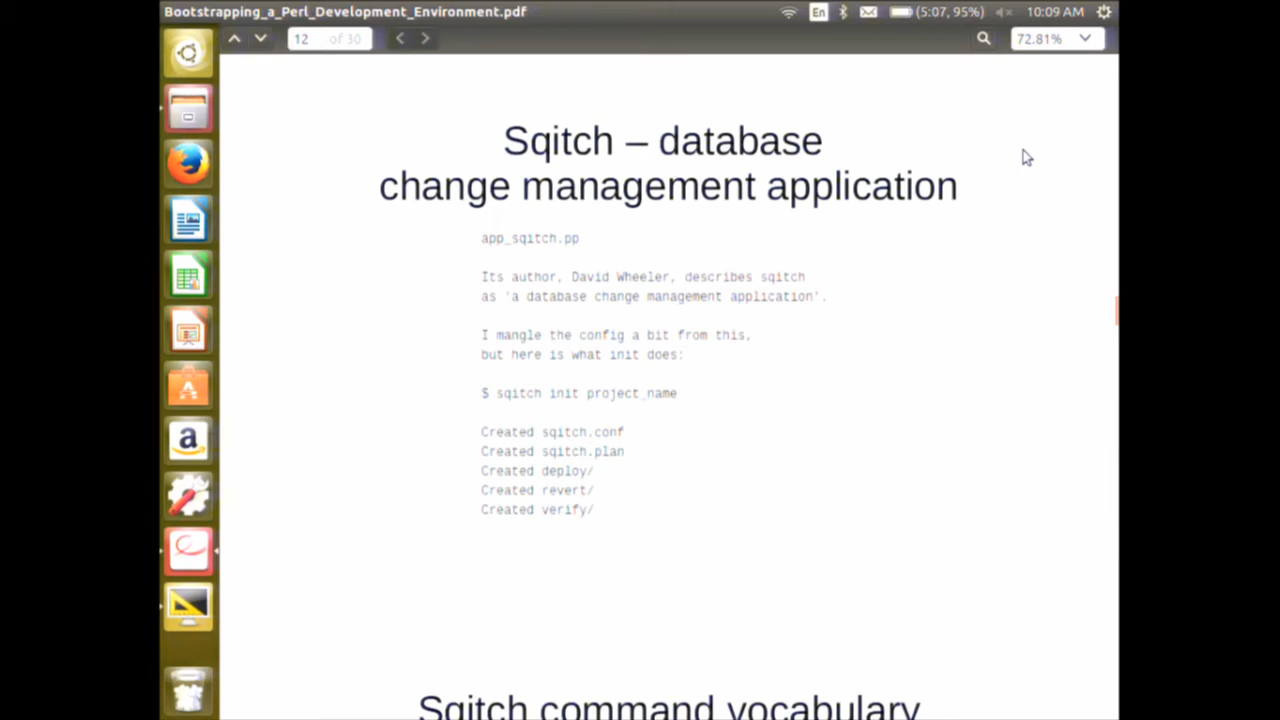 Bootstrapping_a_Perl_Development_Environment.pdf
En
(5:07, 95%)
10:09 AM
12 of 30
72.81%
Sqitch – database
change management application
app_sqitch.pp
Its author, David Wheeler, describes sqitch
as 'a database change management application'.
I mangle the config a bit from this,
but here is what init does:
$ sqitch init project_name
Created sqitch.conf
Created sqitch.plan
Created deploy/
Created revert/
Created verify/
Sqitch command vocabulary